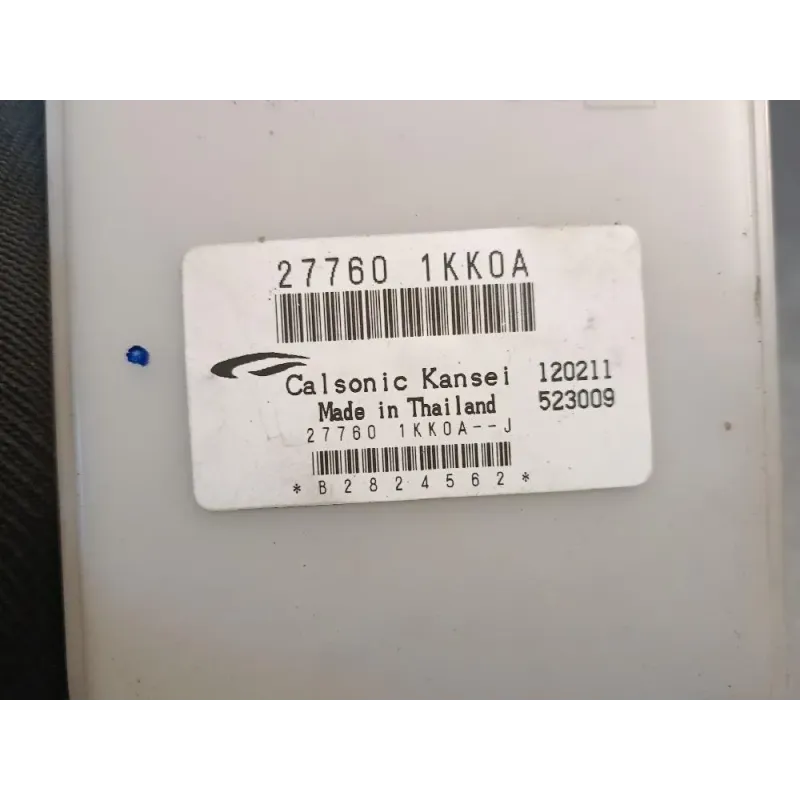 27760 1KK0A
Calsonic Kansei 120211
Made in Thailand 523009
27760 1KK0A--J
*B2824562*